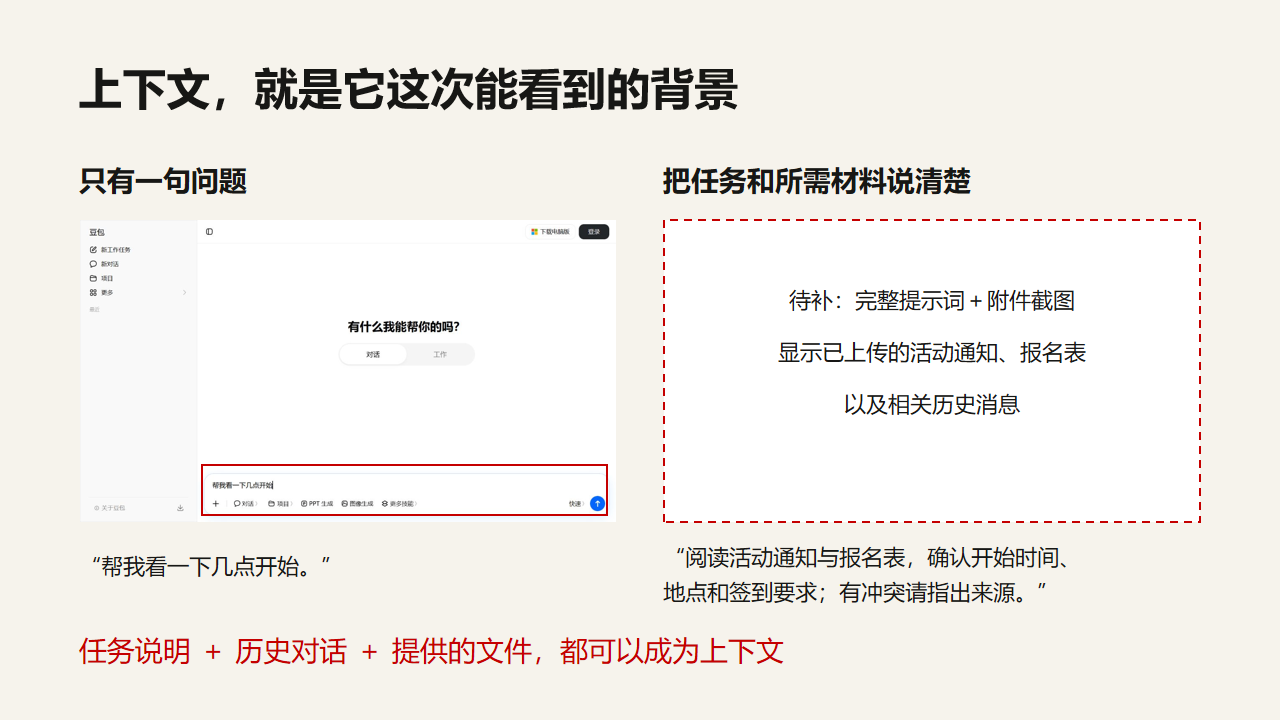 上下文，就是它这次能看到的背景
只有一句问题
把任务和所需材料说清楚
豆包
新工作任务
新对话
项目
更多
最近
关于豆包
下载电脑版
登录
有什么我能帮你的吗？
对话
工作
帮我看一下几点开始
对话
项目
PPT 生成
图像生成
更多技能
快速
待补：完整提示词 + 附件截图
显示已上传的活动通知、报名表
以及相关历史消息
“帮我看一下几点开始。”
“阅读活动通知与报名表，确认开始时间、
地点和签到要求；有冲突请指出来源。”
任务说明 + 历史对话 + 提供的文件，都可以成为上下文